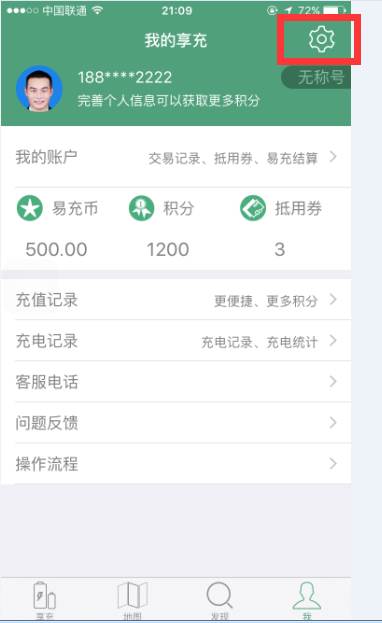 中国联通 21:09 72%
我的享充
188****2222
无称号
完善个人信息可以获取更多积分
我的账户 交易记录、抵用券、易充结算
易充币 积分 抵用券
500.00 1200 3
充值记录 更便捷、更多积分
充电记录 充电记录、充电统计
客服电话
问题反馈
操作流程
享充 地图 发现 我